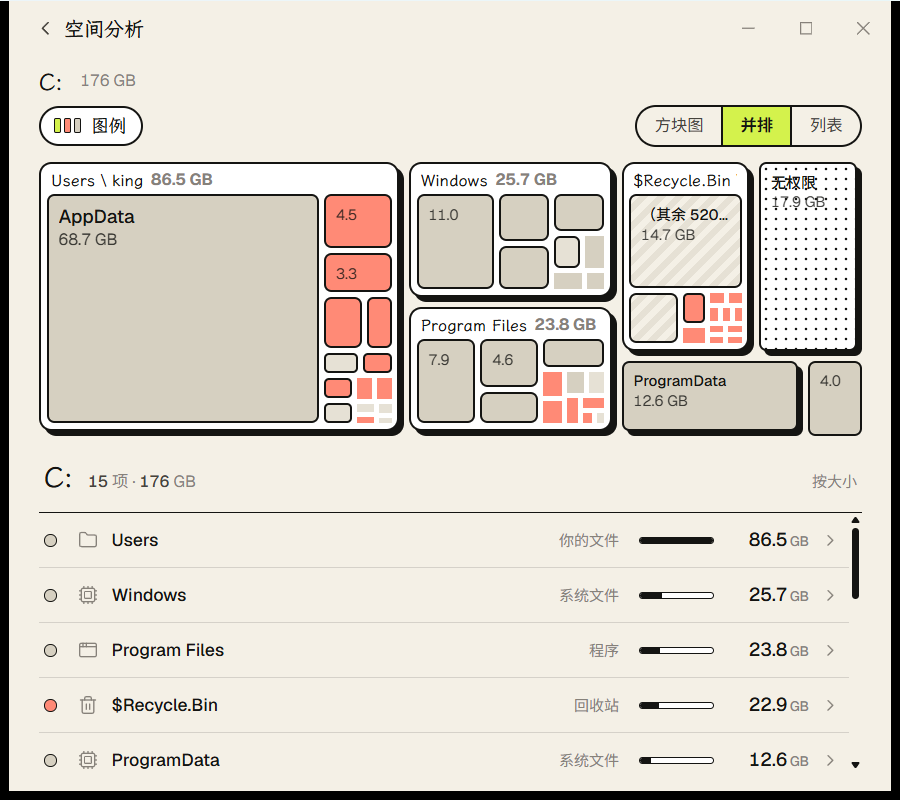 空间分析
C: 176 GB
图例
方块图 并排 列表
Users \ king 86.5 GB
AppData
68.7 GB
4.5
3.3
Windows 25.7 GB
11.0
Program Files 23.8 GB
7.9
4.6
$Recycle.Bin
（其余 520...
14.7 GB
无权限
17.9 GB
ProgramData
12.6 GB
4.0
C: 15 项 · 176 GB 按大小
Users 你的文件 86.5 GB
Windows 系统文件 25.7 GB
Program Files 程序 23.8 GB
$Recycle.Bin 回收站 22.9 GB
ProgramData 系统文件 12.6 GB